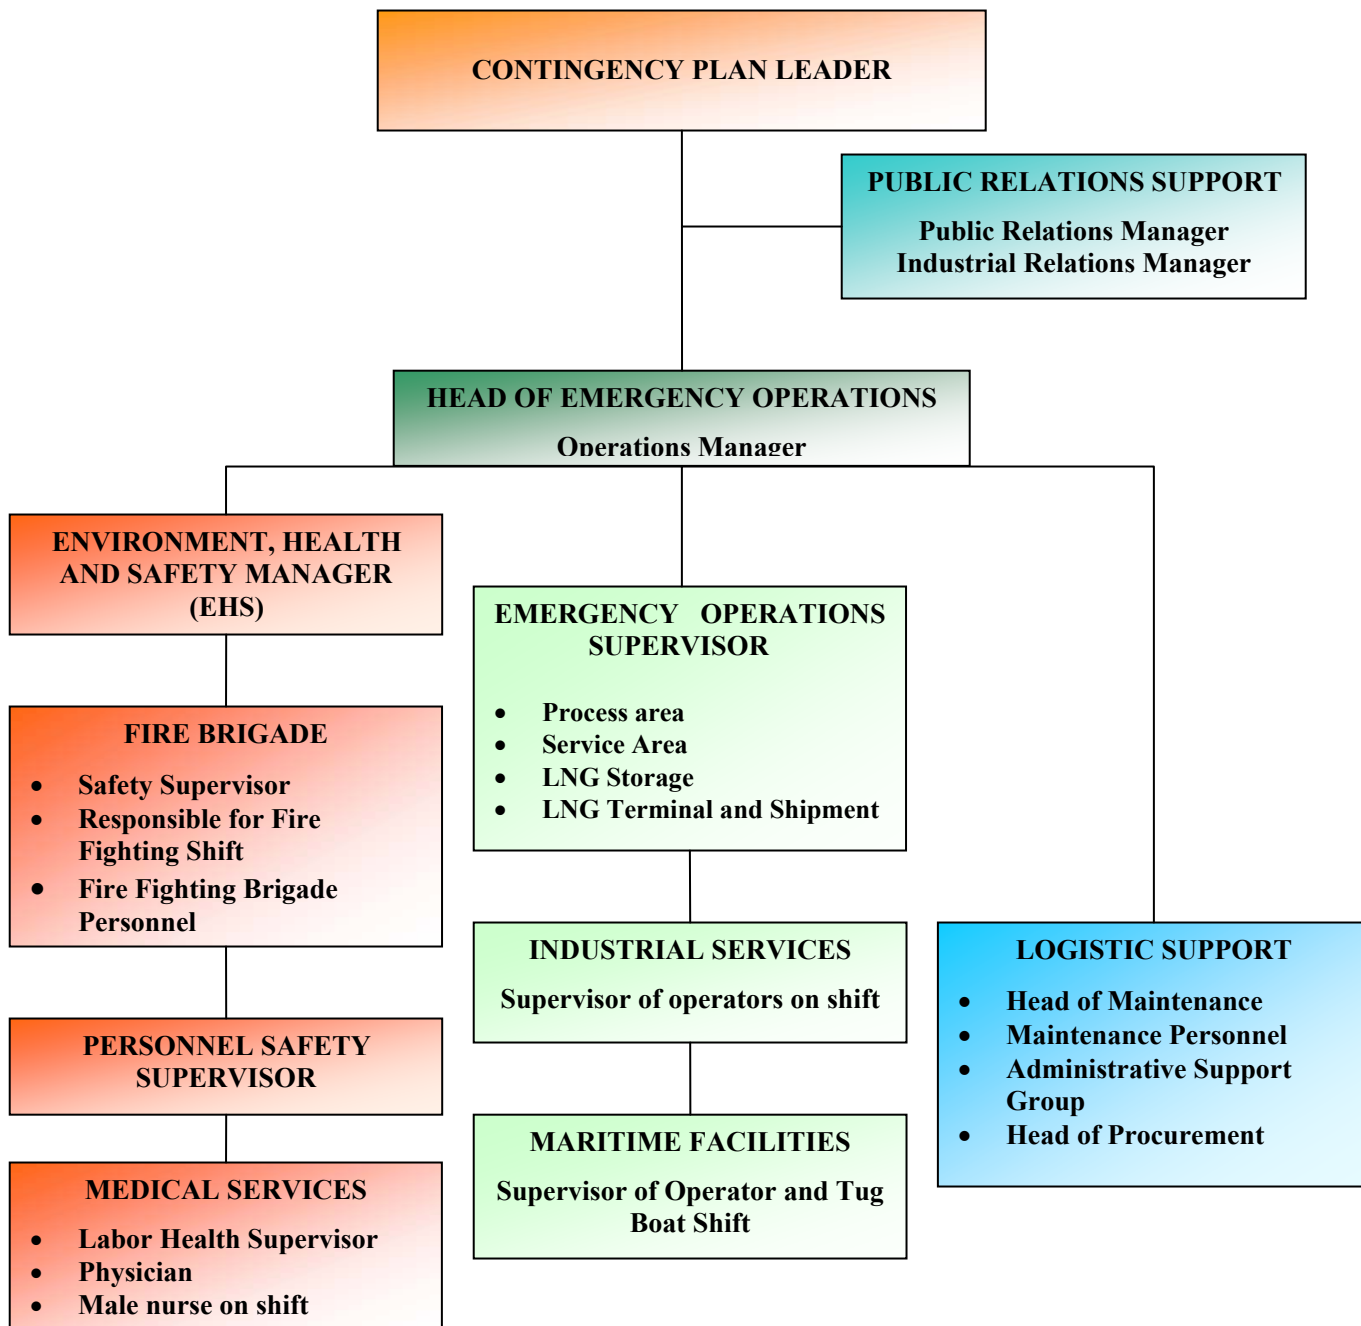 CONTINGENCY PLAN LEADER
PUBLIC RELATIONS SUPPORT
Public Relations Manager
Industrial Relations Manager
HEAD OF EMERGENCY OPERATIONS
Operations Manager
ENVIRONMENT, HEALTH
AND SAFETY MANAGER
(EHS)
FIRE BRIGADE
• Safety Supervisor
• Responsible for Fire
Fighting Shift
• Fire Fighting Brigade
Personnel
PERSONNEL SAFETY
SUPERVISOR
MEDICAL SERVICES
• Labor Health Supervisor
• Physician
• Male nurse on shift
EMERGENCY OPERATIONS
SUPERVISOR
• Process area
• Service Area
• LNG Storage
• LNG Terminal and Shipment
INDUSTRIAL SERVICES
Supervisor of operators on shift
MARITIME FACILITIES
Supervisor of Operator and Tug
Boat Shift
LOGISTIC SUPPORT
• Head of Maintenance
• Maintenance Personnel
• Administrative Support
Group
• Head of Procurement